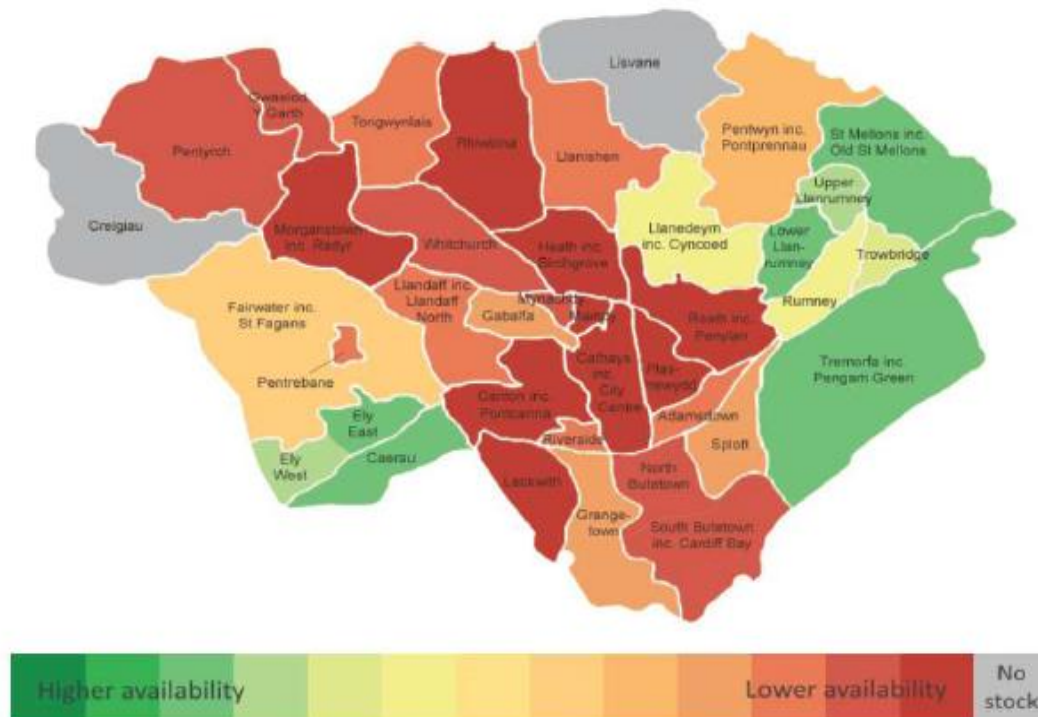 Lisvane
Gwaelod
Y Garth
Tongwynlais
Rhiwbina
Llanishen
Pentwyn inc.
Pontprennau
St Mellons inc.
Old St Mellons
Pentyrch
Upper
Llanrumney
Creigiau
Morganstown
inc. Radyr
Whitchurch
Heath inc.
Birchgrove
Llanedeyrn
inc. Cyncoed
Lower
Llan-
rumney
Trowbridge
Llandaff inc.
Llandaff
North
Mynachdy
Maindy
Gabalfa
Rumney
Fairwater inc.
St Fagans
Roath inc.
Penylan
Pentrebane
Cathays
inc.
City
Centre
Plas-
newydd
Tremorfa inc.
Pengam Green
Canton inc.
Pontcanna
Adamsdown
Ely
East
Riverside
Splott
Ely
West
Caerau
Leckwith
North
Butetown
Grange-
town
South Butetown
inc. Cardiff Bay
Higher availability
Lower availability
No
stock